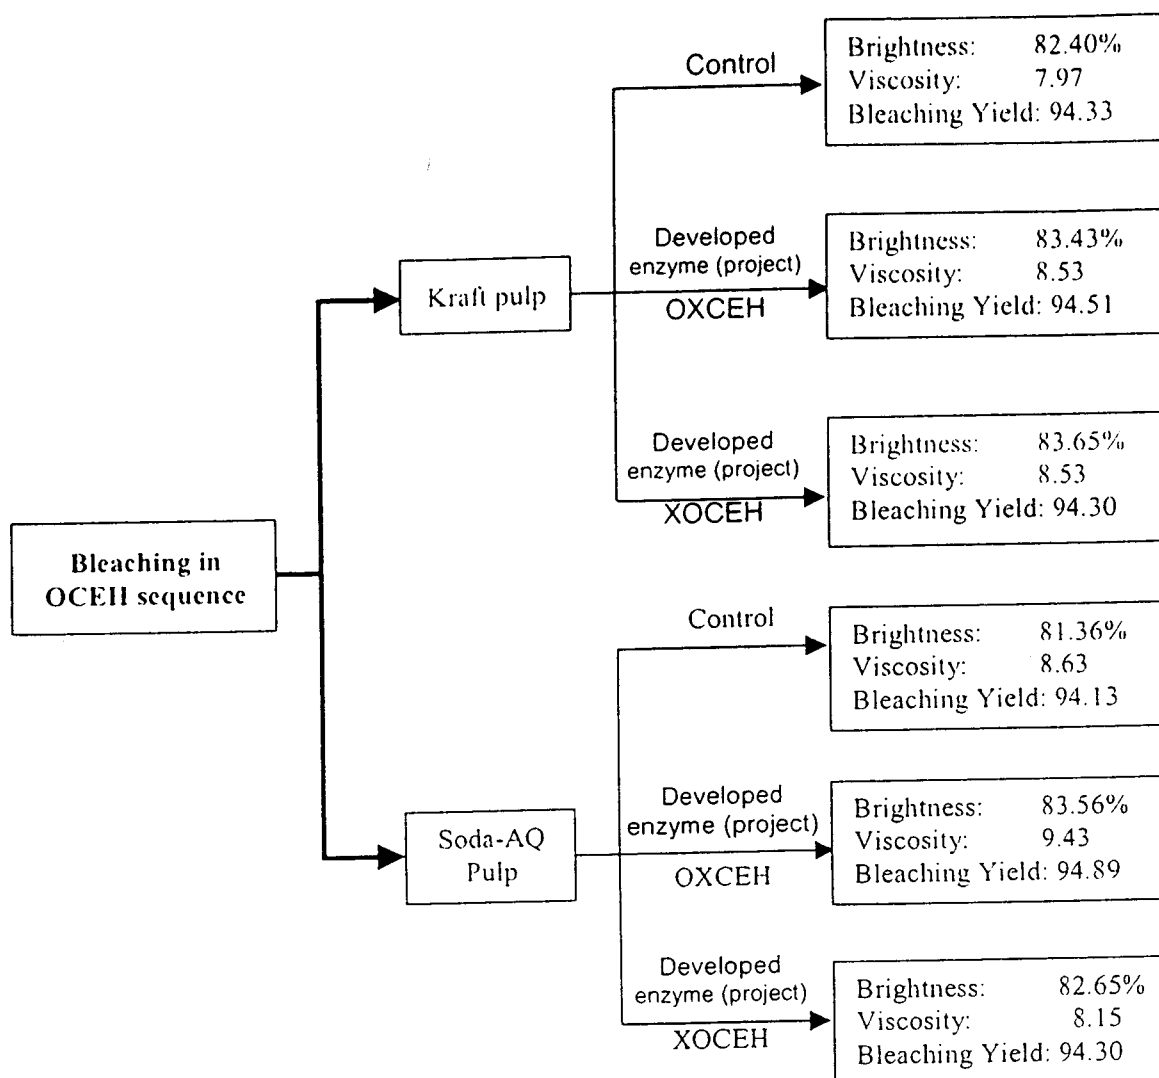 Bleaching in
OCEH sequence
Kraft pulp
Control
Brightness: 82.40%
Viscosity: 7.97
Bleaching Yield: 94.33
Developed
enzyme (project)
OXCEH
Brightness: 83.43%
Viscosity: 8.53
Bleaching Yield: 94.51
Developed
enzyme (project)
XOCEH
Brightness: 83.65%
Viscosity: 8.53
Bleaching Yield: 94.30
Soda-AQ
Pulp
Control
Brightness: 81.36%
Viscosity: 8.63
Bleaching Yield: 94.13
Developed
enzyme (project)
OXCEH
Brightness: 83.56%
Viscosity: 9.43
Bleaching Yield: 94.89
Developed
enzyme (project)
XOCEH
Brightness: 82.65%
Viscosity: 8.15
Bleaching Yield: 94.30